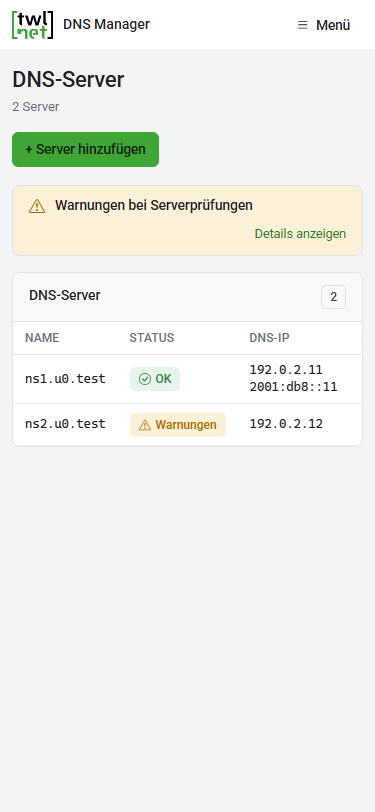 twl
net
DNS Manager
Menü
DNS-Server
2 Server
+ Server hinzufügen
Warnungen bei Serverprüfungen
Details anzeigen
DNS-Server
2
NAME STATUS DNS-IP
ns1.u0.test OK 192.0.2.11
2001:db8::11
ns2.u0.test Warnungen 192.0.2.12